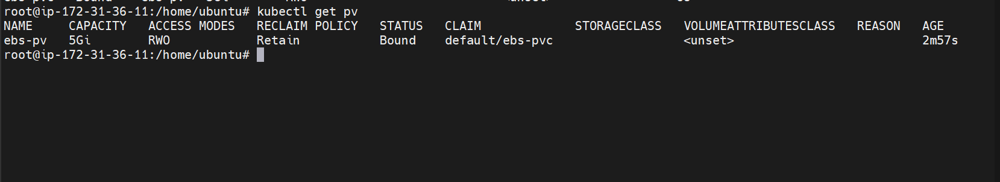 root@ip-172-31-36-11:/home/ubuntu# kubectl get pv
NAME CAPACITY ACCESS MODES RECLAIM POLICY STATUS CLAIM STORAGECLASS VOLUMEATTRIBUTESCLASS REASON AGE
ebs-pv 5Gi RWO Retain Bound default/ebs-pvc <unset> 2m57s
root@ip-172-31-36-11:/home/ubuntu#